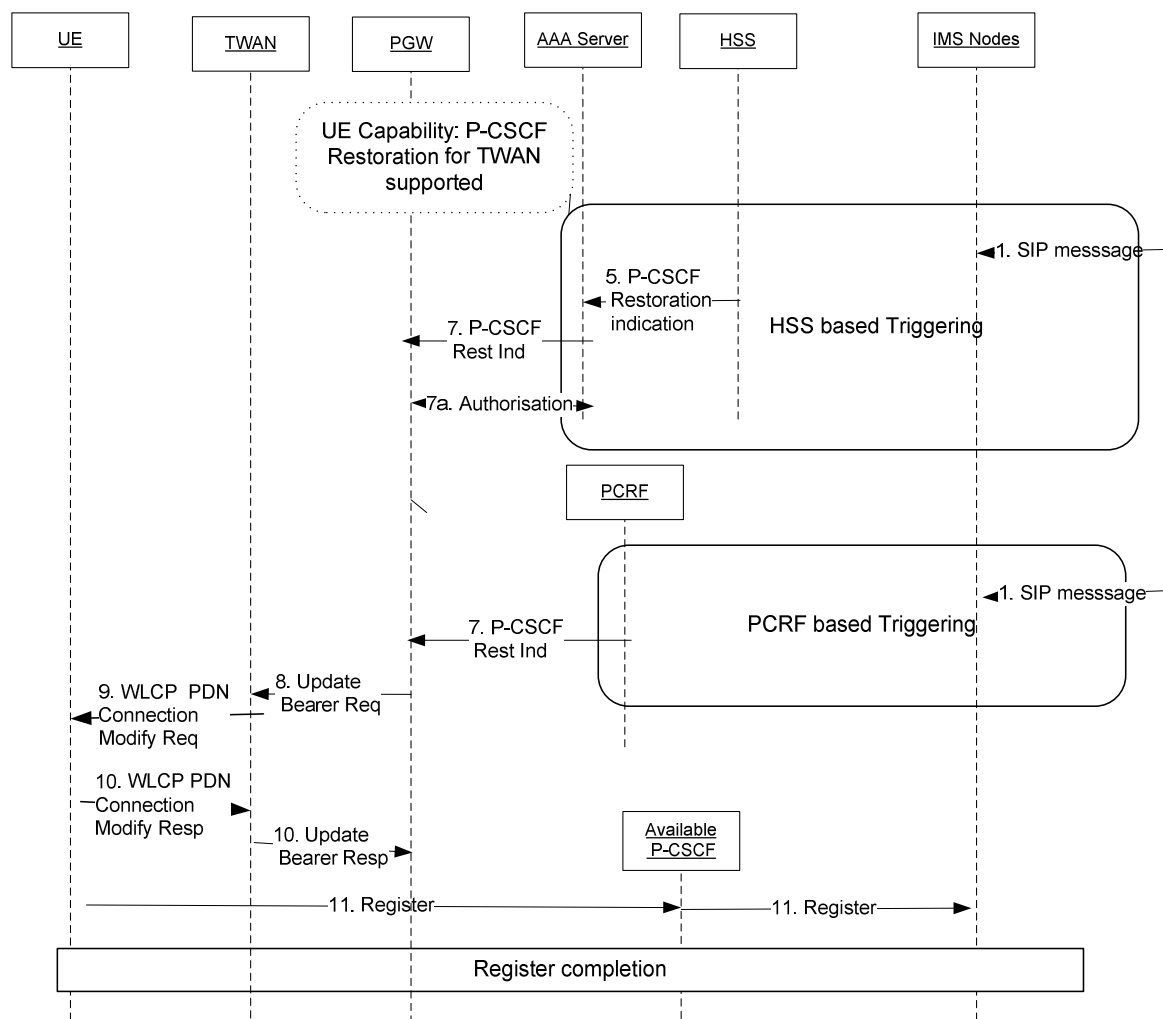 UE
TWAN
PGW
AAA Server
HSS
IMS Nodes
UE Capability: P-CSCF
Restoration for TWAN
supported
1. SIP messsage
5. P-CSCF
Restoration
indication
HSS based Triggering
7. P-CSCF
Rest Ind
7a. Authorisation
PCRF
1. SIP messsage
PCRF based Triggering
7. P-CSCF
Rest Ind
8. Update
Bearer Req
9. WLCP PDN
Connection
Modify Req
10. WLCP PDN
Connection
Modify Resp
10. Update
Bearer Resp
Available
P-CSCF
11. Register
11. Register
Register completion